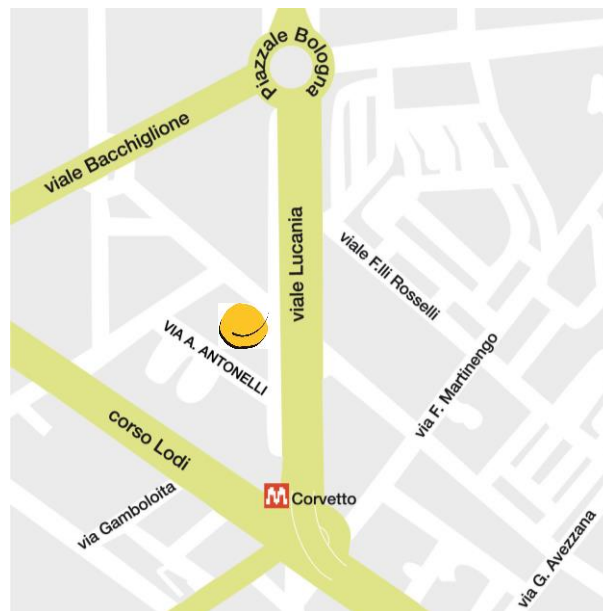 Piazzale Bologna
viale Bacchiglione
viale Lucania
viale F.lli Rosselli
VIA A. ANTONELLI
via F. Martinengo
corso Lodi
M Corvetto
via Gamboloita
via G. Avezzana